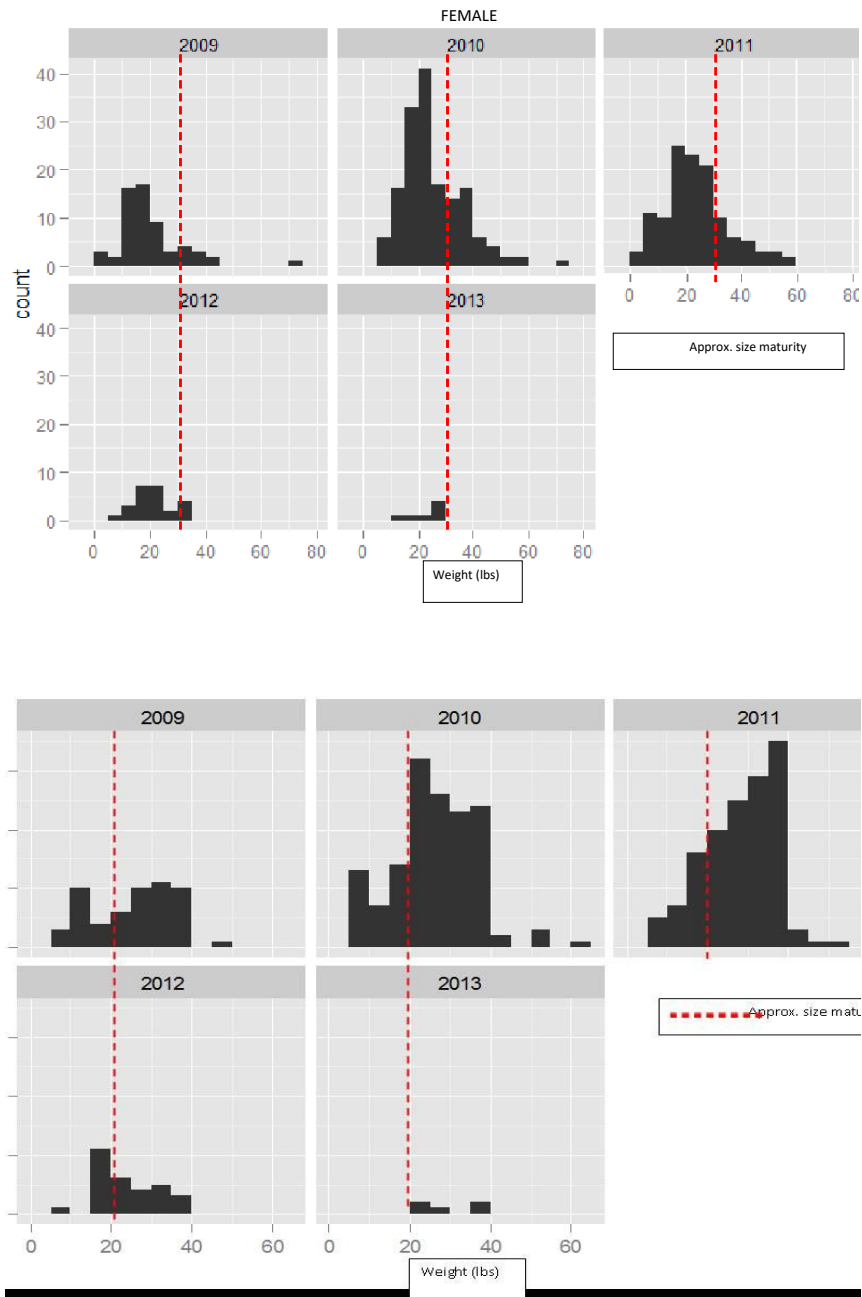 FEMALE
2009 2010 2011
40
30
20
10
0
count
0 20 40 60 80
2012 2013
Approx. size maturity
40
30
20
10
0
0 20 40 60 80 0 20 40 60 80
Weight (lbs)
2009 2010 2011
2012 2013
Approx. size matu
0 20 40 60 0 20 40 60
Weight (lbs)